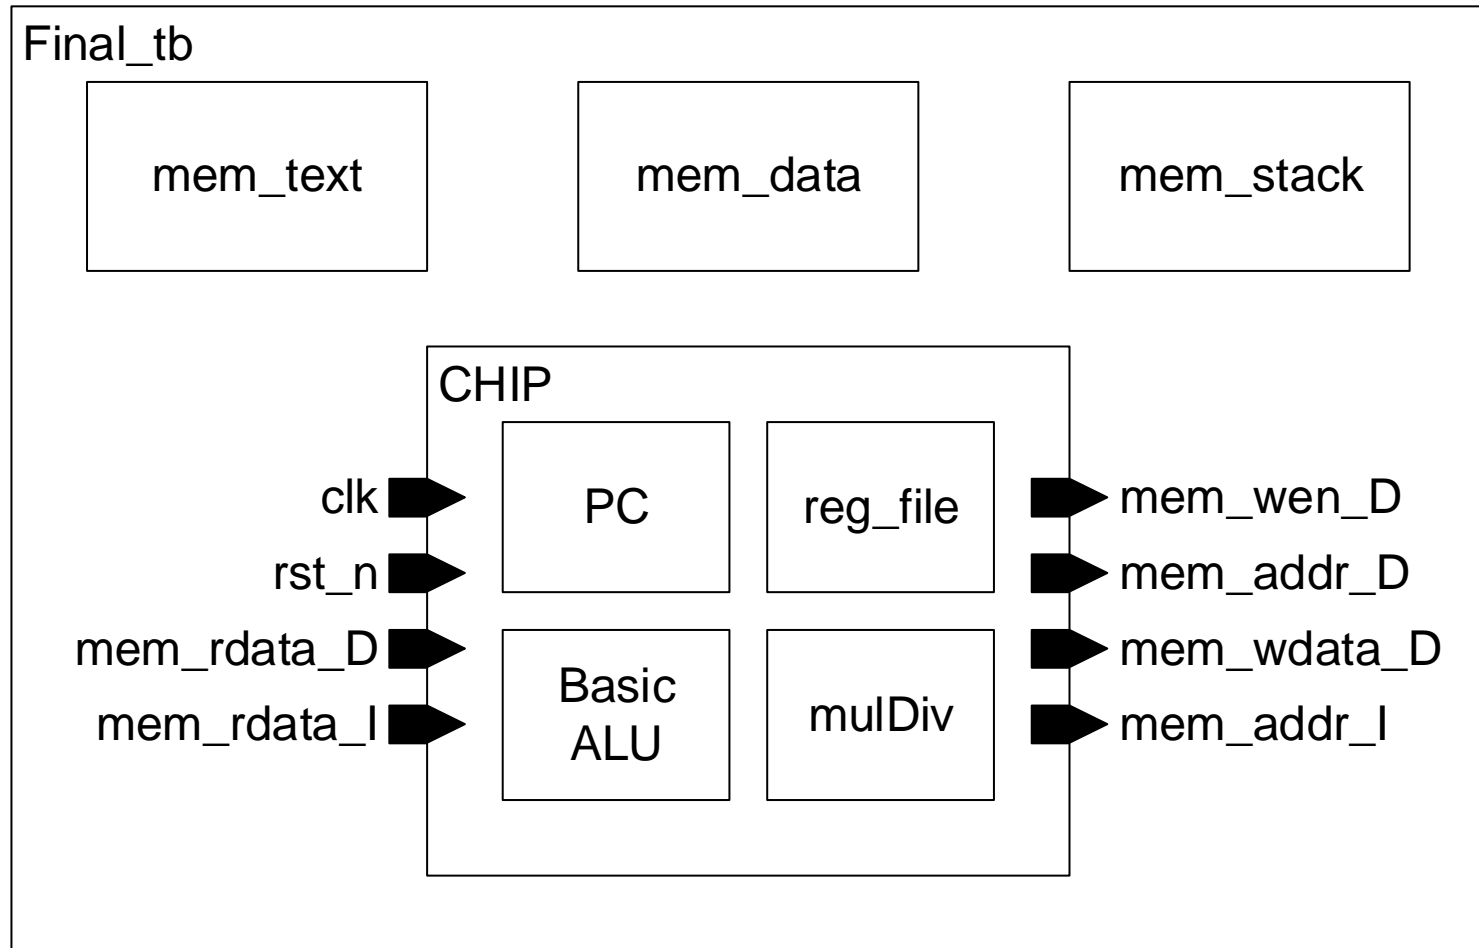 Final_tb
mem_text
mem_data
mem_stack
CHIP
clk
rst_n
mem_rdata_D
mem_rdata_I
PC
reg_file
Basic
ALU
mulDiv
mem_wen_D
mem_addr_D
mem_wdata_D
mem_addr_I